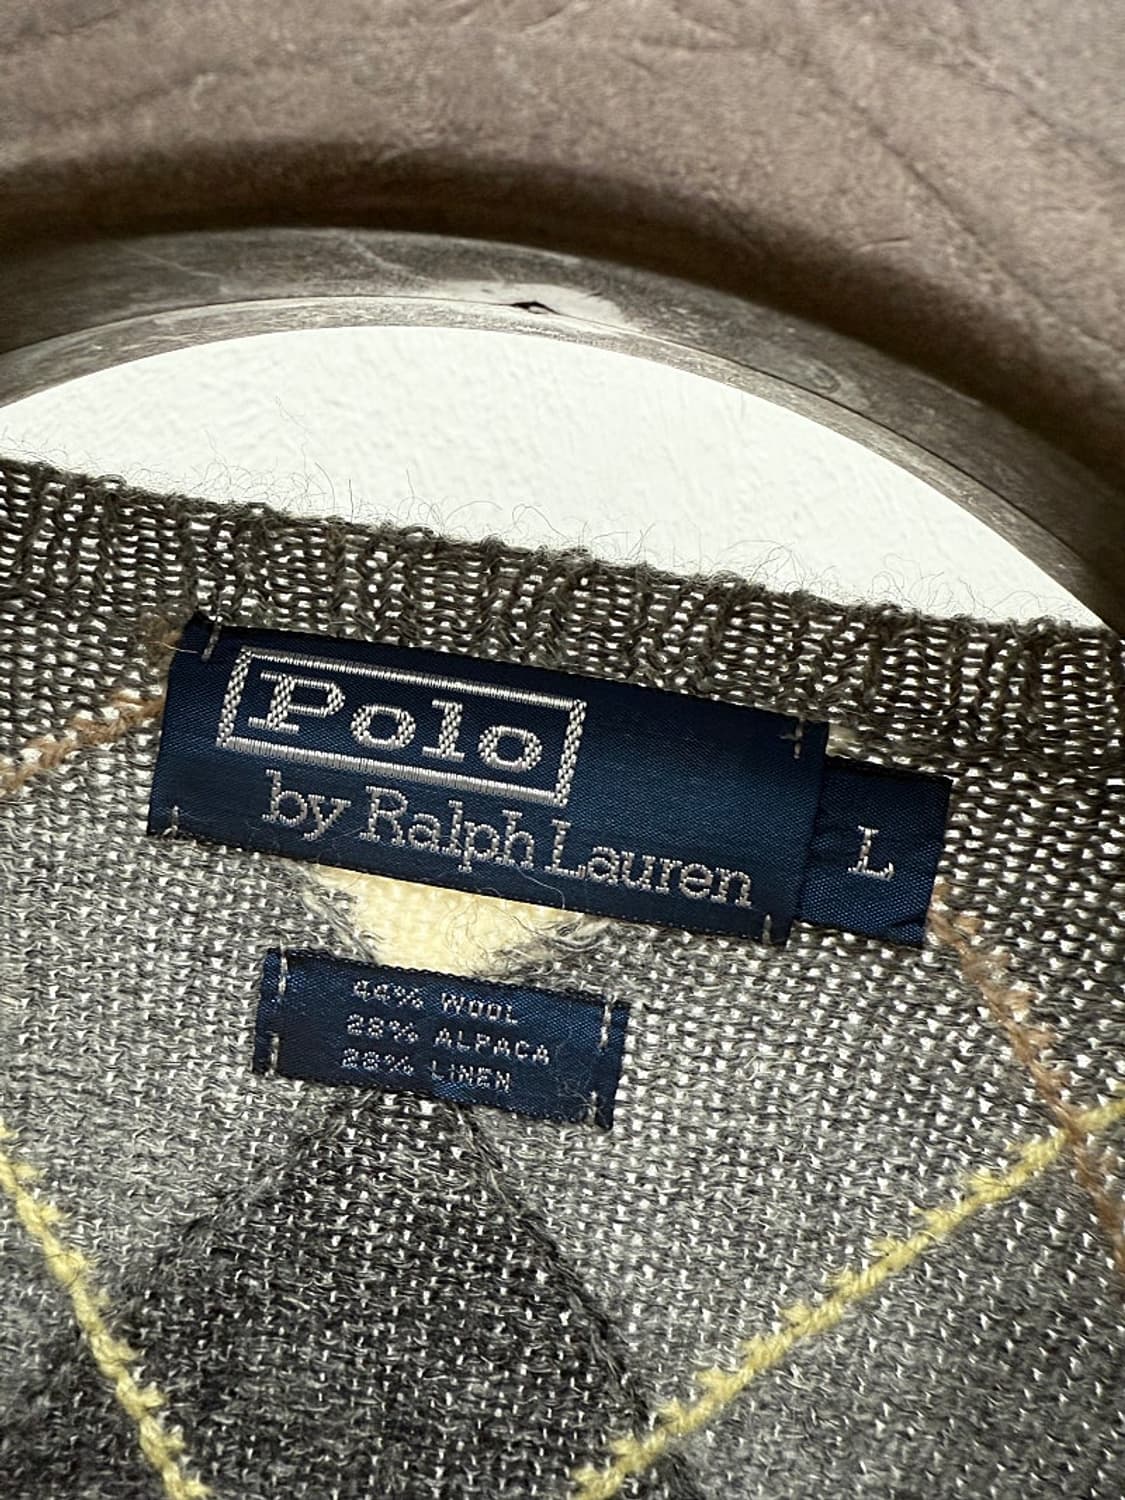 Polo
by Ralph Lauren
L
44% WOOL
28% ALPACA
28% LINEN